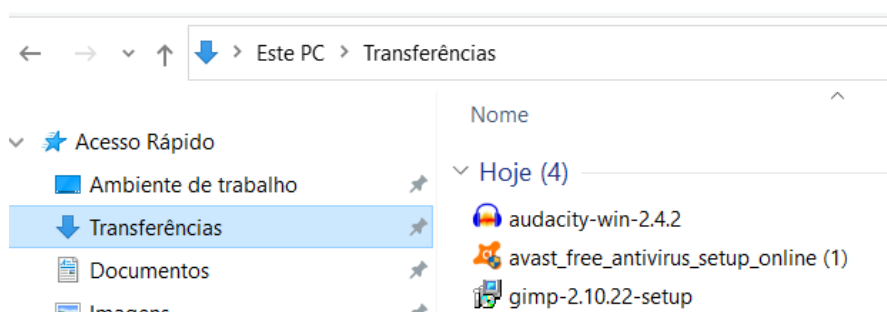 Este PC > Transferências
Nome
Acesso Rápido
Hoje (4)
Ambiente de trabalho
Transferências
audacity-win-2.4.2
Documentos
avast_free_antivirus_setup_online (1)
Imagens
gimp-2.10.22-setup